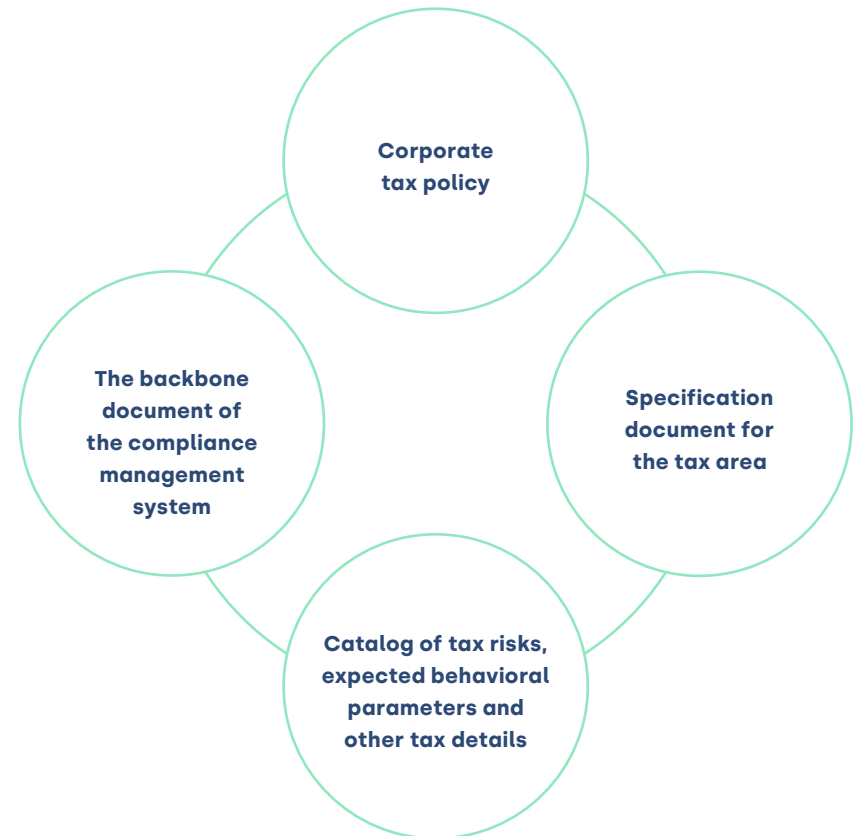 Corporate
tax policy
The backbone
document of
the compliance
management
system
Specification
document for
the tax area
Catalog of tax risks,
expected behavioral
parameters and
other tax details